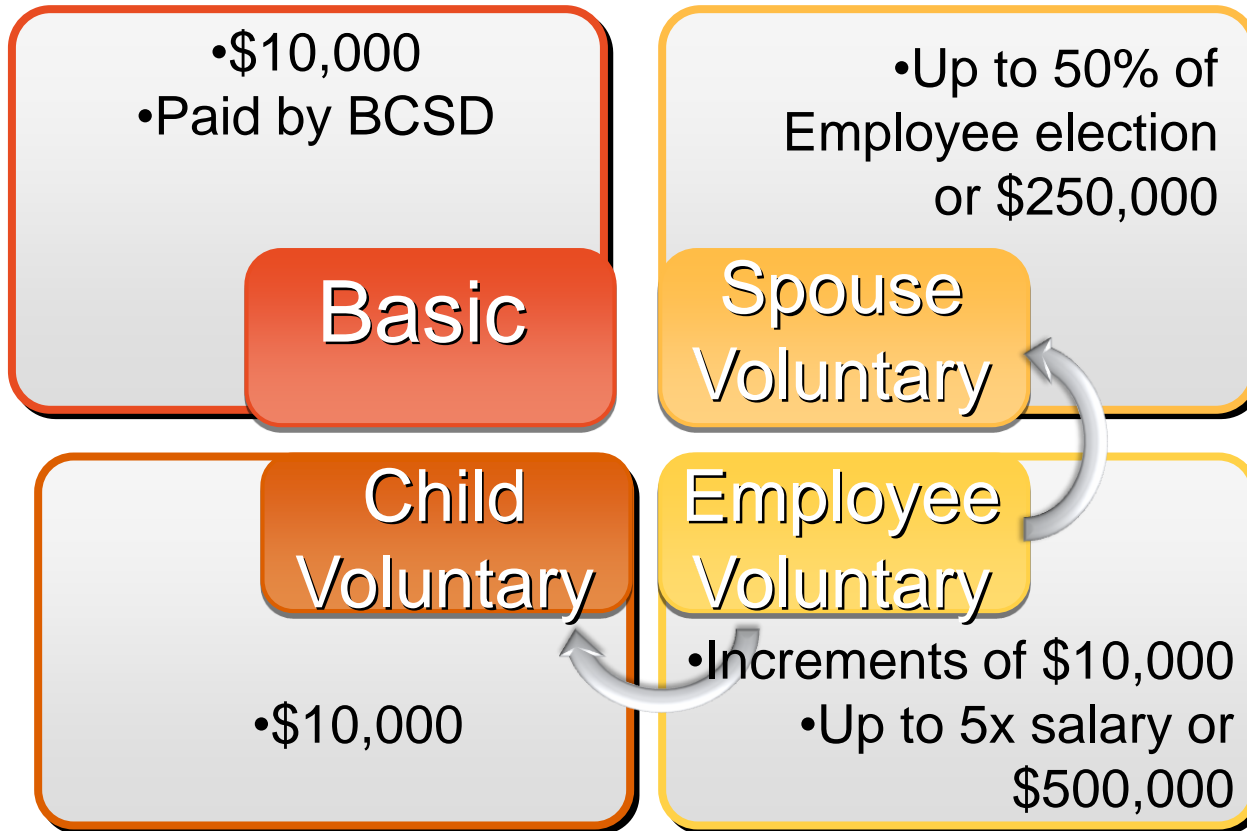 •$10,000
•Paid by BCSD
Basic
•Up to 50% of
Employee election
or $250,000
Spouse
Voluntary
Child
Voluntary
•$10,000
Employee
Voluntary
•Increments of $10,000
•Up to 5x salary or
$500,000